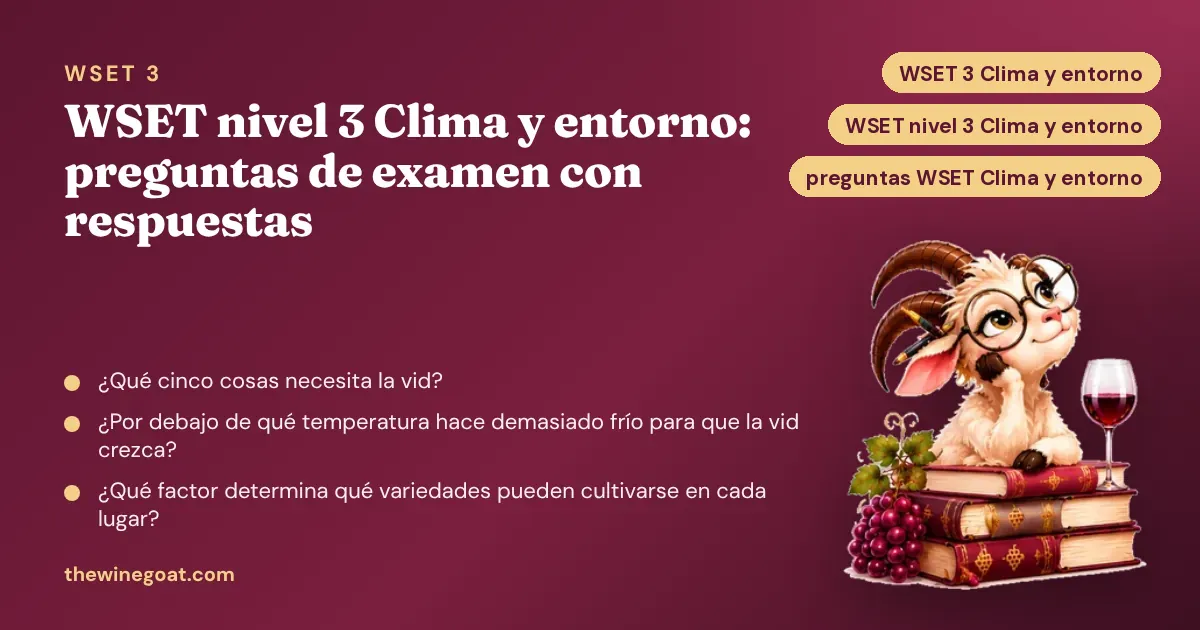 WSET 3
WSET nivel 3 Clima y entorno:
preguntas de examen con
respuestas
WSET 3 Clima y entorno
WSET nivel 3 Clima y entorno
preguntas WSET Clima y entorno
¿Qué cinco cosas necesita la vid?
¿Por debajo de qué temperatura hace demasiado frío para que la vid
crezca?
¿Qué factor determina qué variedades pueden cultivarse en cada
lugar?
thewinegoat.com